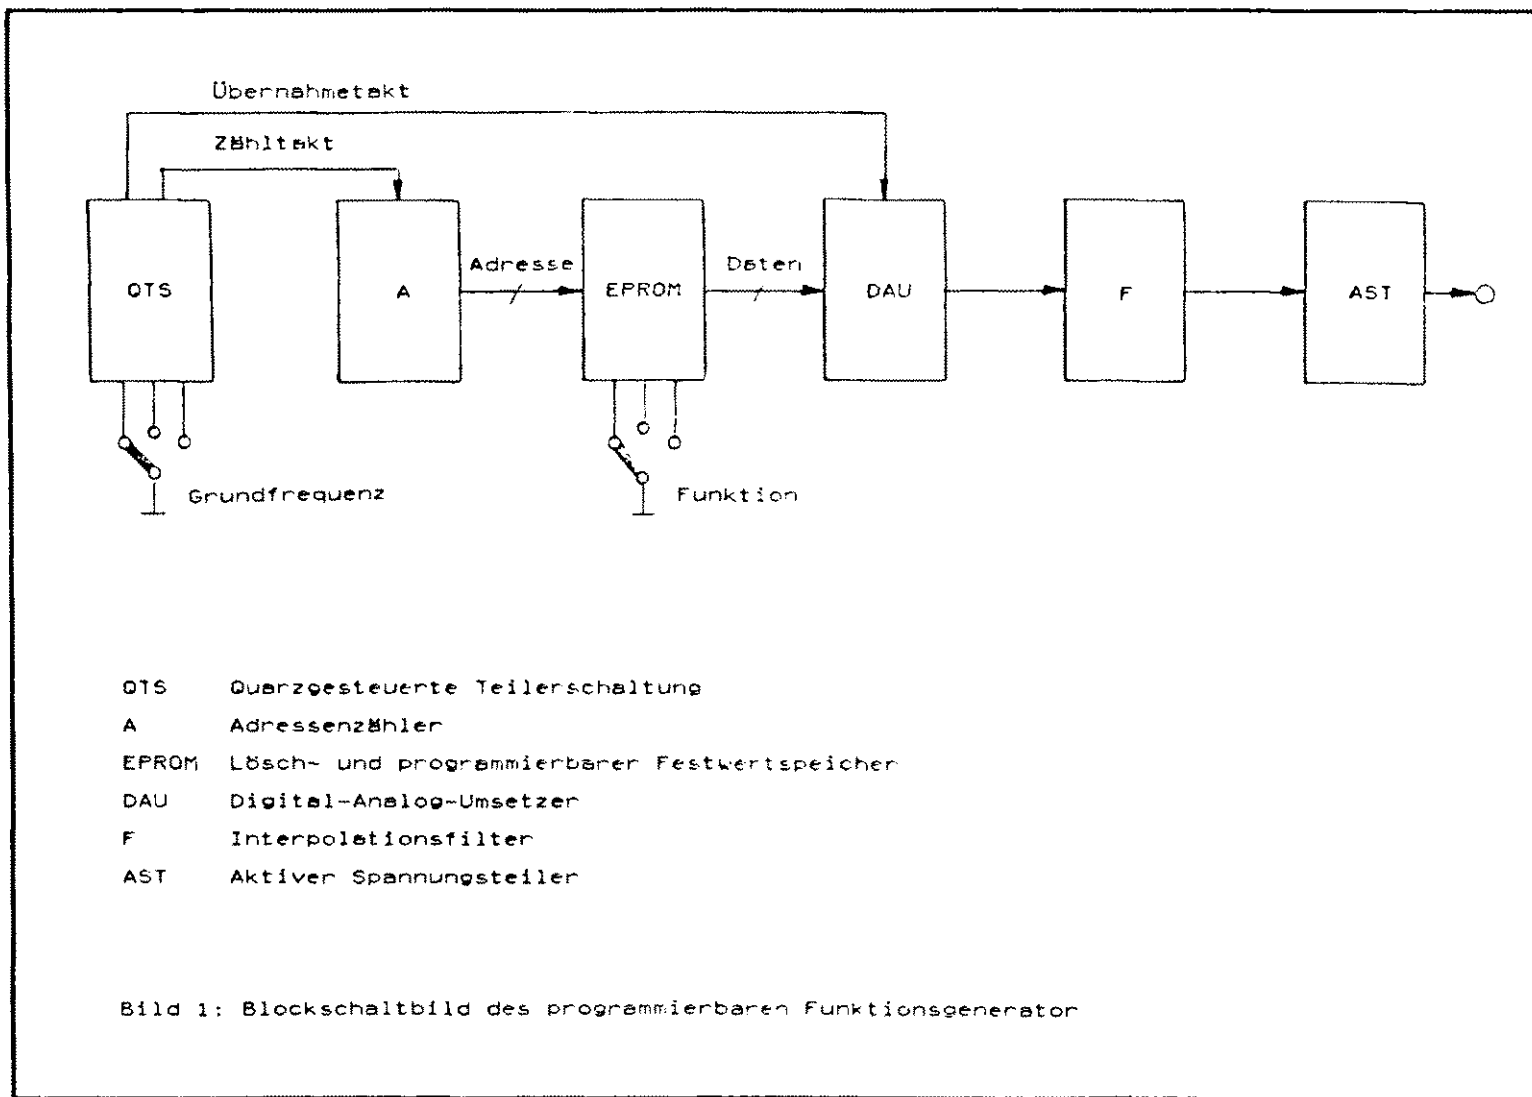 Übernahmetakt
Zähltakt
QTS
A
Adresse
EPROM
Daten
DAU
F
AST
Grundfrequenz
Funktion
QTS Quarzgesteuerte Teilerschaltung
A Adressenzähler
EPROM Lösch- und programmierbarer Festwertspeicher
DAU Digital-Analog-Umsetzer
F Interpolationsfilter
AST Aktiver Spannungsteiler
Bild 1: Blockschaltbild des programmierbaren Funktionsgenerator